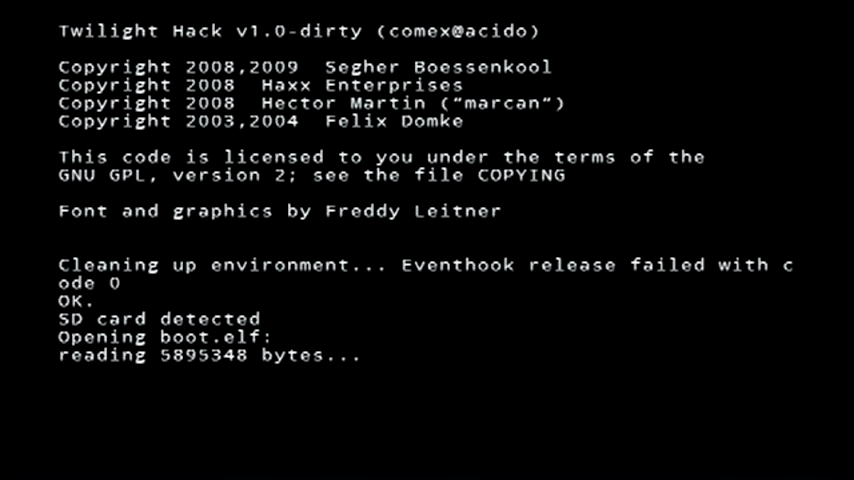 Twilight Hack v1.0-dirty (comex@acido)
Copyright 2008,2009  Segher Boessenkool
Copyright 2008  Haxx Enterprises
Copyright 2008  Hector Martin ("marcan")
Copyright 2003,2004  Felix Domke
This code is licensed to you under the terms of the
GNU GPL, version 2; see the file COPYING
Font and graphics by Freddy Leitner
Cleaning up environment... Eventhook release failed with c
ode 0
OK.
SD card detected
Opening boot.elf:
reading 5895348 bytes...